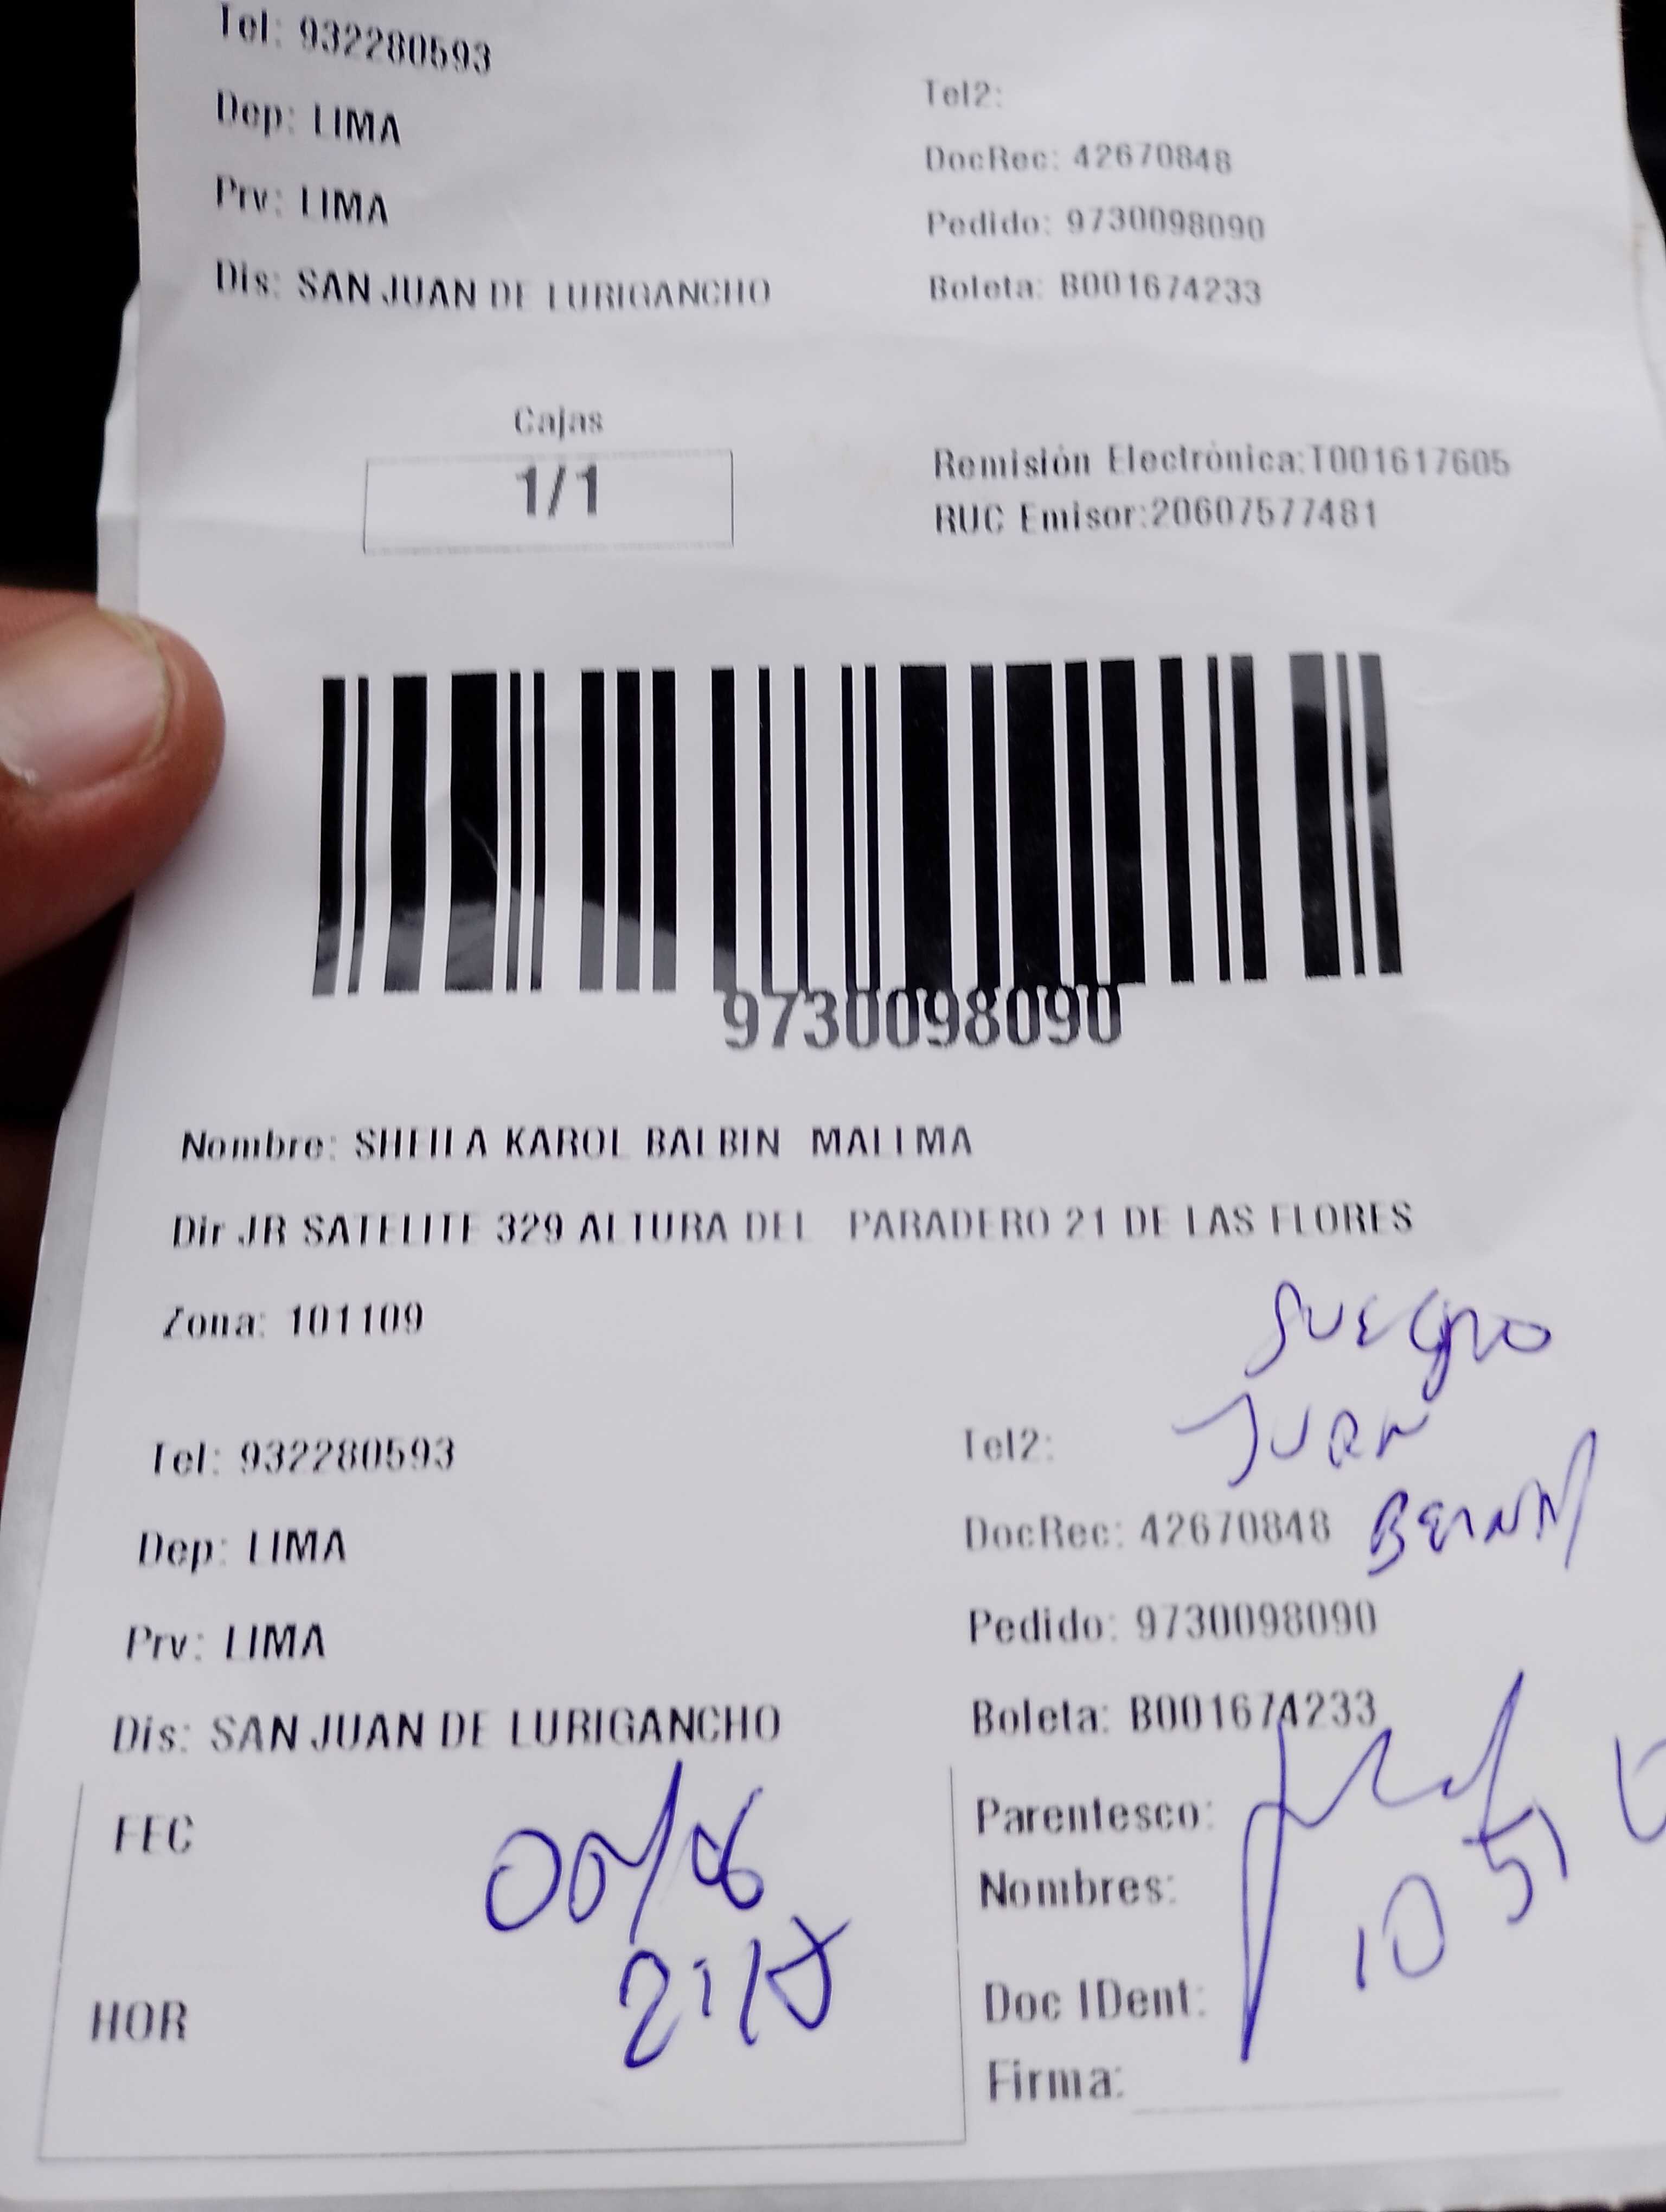 Tel: 932280593
Dep: LIMA
Prv: LIMA
Dis: SAN JUAN DE LURIGANCHO
Tel2:
DocRec: 42670848
Pedido: 9730098090
Boleta: B001674233
Cajas
1/1
Remisión Electrónica:T001617605
RUC Emisor:20607577481
9730098090
Nombre: SHEILA KAROL BALBIN MALLMA
Dir JR SATELITE 329 ALTURA DEL PARADERO 21 DE LAS FLORES
Zona: 101109
SUEGRO
JUAN
Tel: 932280593
Dep: LIMA
Prv: LIMA
Dis: SAN JUAN DE LURIGANCHO
Tel2:
DocRec: 42670848
Pedido: 9730098090
Boleta: B001674233
FEC
HOR
Parentesco:
Nombres:
Doc IDent:
Firma: